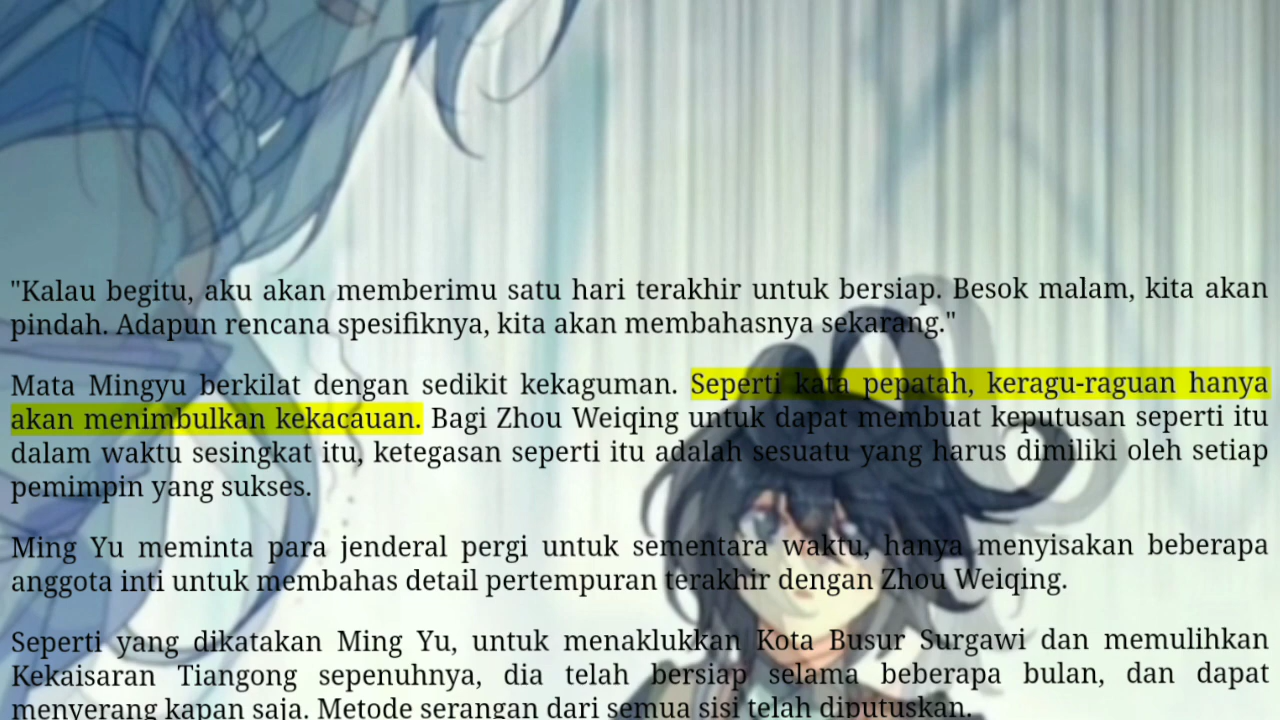 "Kalau begitu, aku akan memberimu satu hari terakhir untuk bersiap. Besok malam, kita akan
pindah. Adapun rencana spesifiknya, kita akan membahasnya sekarang."
Mata Mingyu berkilat dengan sedikit kekaguman. Seperti kata pepatah, keragu-raguan hanya
akan menimbulkan kekacauan. Bagi Zhou Weiqing untuk dapat membuat keputusan seperti itu
dalam waktu sesingkat itu, ketegasan seperti itu adalah sesuatu yang harus dimiliki oleh setiap
pemimpin yang sukses.
Ming Yu meminta para jenderal pergi untuk sementara waktu, hanya menyisakan beberapa
anggota inti untuk membahas detail pertempuran terakhir dengan Zhou Weiqing.
Seperti yang dikatakan Ming Yu, untuk menaklukkan Kota Busur Surgawi dan memulihkan
Kekaisaran Tiangong sepenuhnya, dia telah bersiap selama beberapa bulan, dan dapat
menyerang kapan saja. Metode serangan dari semua sisi telah diputuskan.